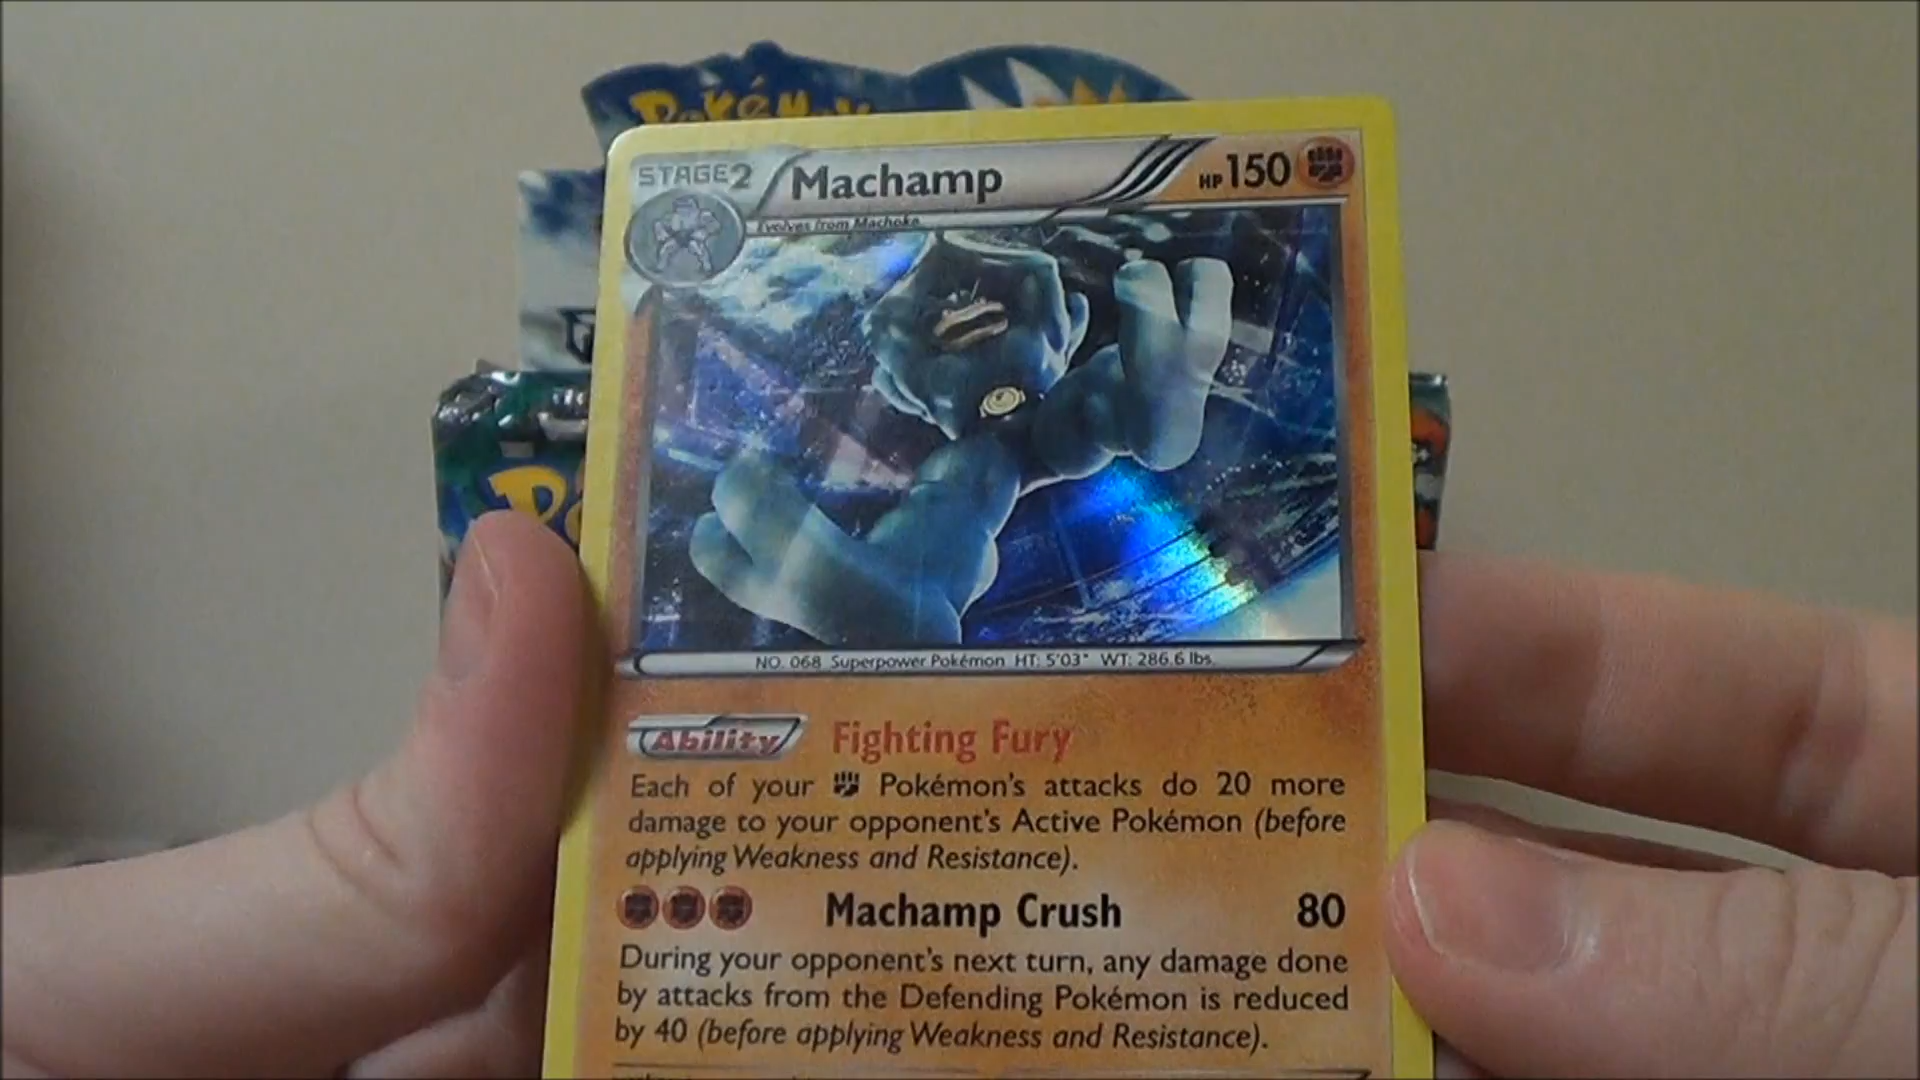 Pokémon
STAGE2 Machamp HP150
Evolves from Machoke
NO. 068 Superpower Pokémon HT: 5'03" WT: 286.6 lbs.
Ability Fighting Fury
Each of your Pokémon's attacks do 20 more
damage to your opponent's Active Pokémon (before
applying Weakness and Resistance).
Machamp Crush 80
During your opponent's next turn, any damage done
by attacks from the Defending Pokémon is reduced
by 40 (before applying Weakness and Resistance).